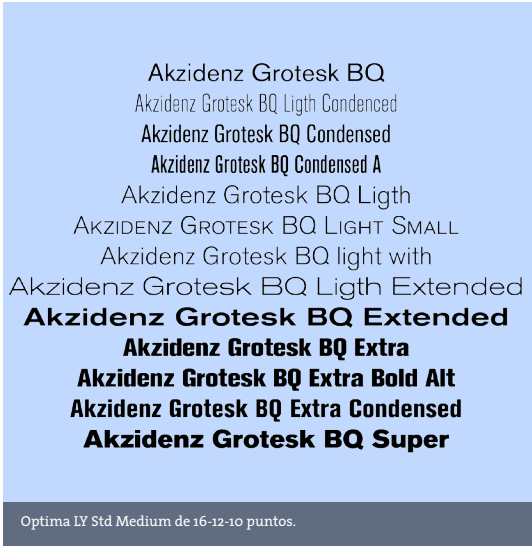 Akzidenz Grotesk BQ
Akzidenz Grotesk BQ Ligth Condenced
Akzidenz Grotesk BQ Condensed
Akzidenz Grotesk BQ Condensed A
Akzidenz Grotesk BQ Ligth
Akzidenz Grotesk BQ Light Small
Akzidenz Grotesk BQ light with
Akzidenz Grotesk BQ Ligth Extended
Akzidenz Grotesk BQ Extended
Akzidenz Grotesk BQ Extra
Akzidenz Grotesk BQ Extra Bold Alt
Akzidenz Grotesk BQ Extra Condensed
Akzidenz Grotesk BQ Super
Optima LY Std Medium de 16-12-10 puntos.